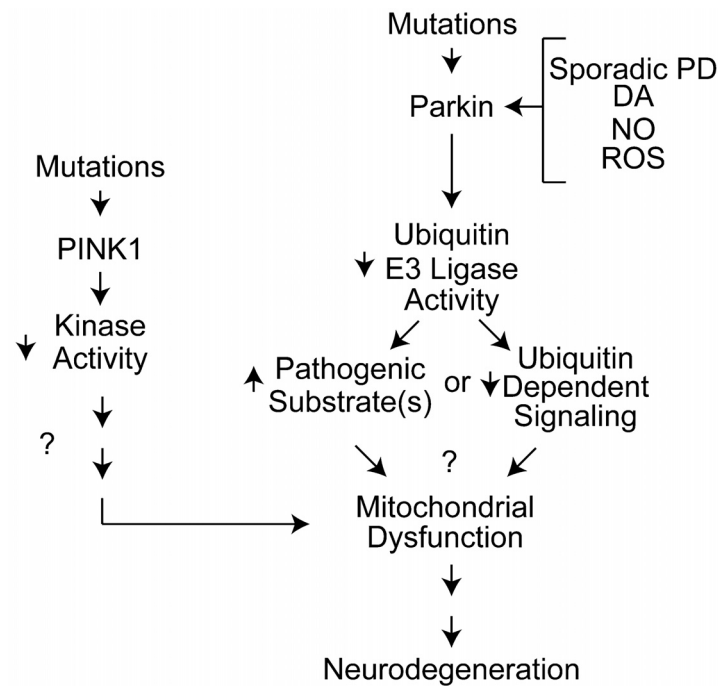 Mutations
Parkin
Sporadic PD
DA
NO
ROS
Mutations
PINK1
Kinase
Activity
?
Ubiquitin
E3 Ligase
Activity
Pathogenic
Substrate(s)
or
Ubiquitin
Dependent
Signaling
?
Mitochondrial
Dysfunction
Neurodegeneration